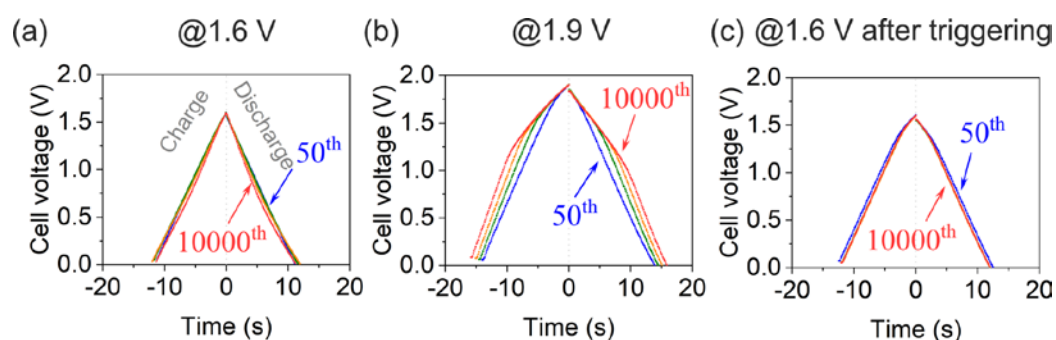 (a) @1.6 V
Cell voltage (V)
2.0
1.5
1.0
0.5
0.0
Charge
Discharge
50th
10000th
-20 -10 0 10 20
Time (s)
(b) @1.9 V
Cell voltage (V)
2.0
1.5
1.0
0.5
0.0
10000th
50th
-20 -10 0 10 20
Time (s)
(c) @1.6 V after triggering
Cell voltage (V)
2.0
1.5
1.0
0.5
0.0
50th
10000th
-20 -10 0 10 20
Time (s)